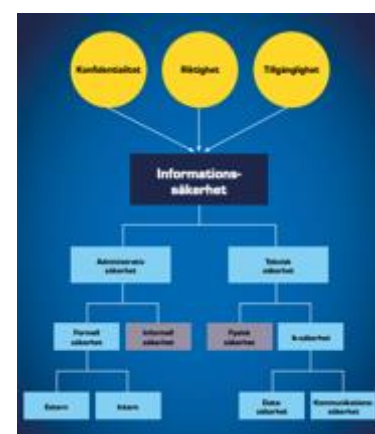 Konfidentialitet
Riktighet
Tillgänglighet
Informations-
säkerhet
Administrativ
säkerhet
Teknisk
säkerhet
Formell
säkerhet
Informell
säkerhet
Fysisk
säkerhet
It-säkerhet
Extern
Intern
Data-
säkerhet
Kommunikations-
säkerhet